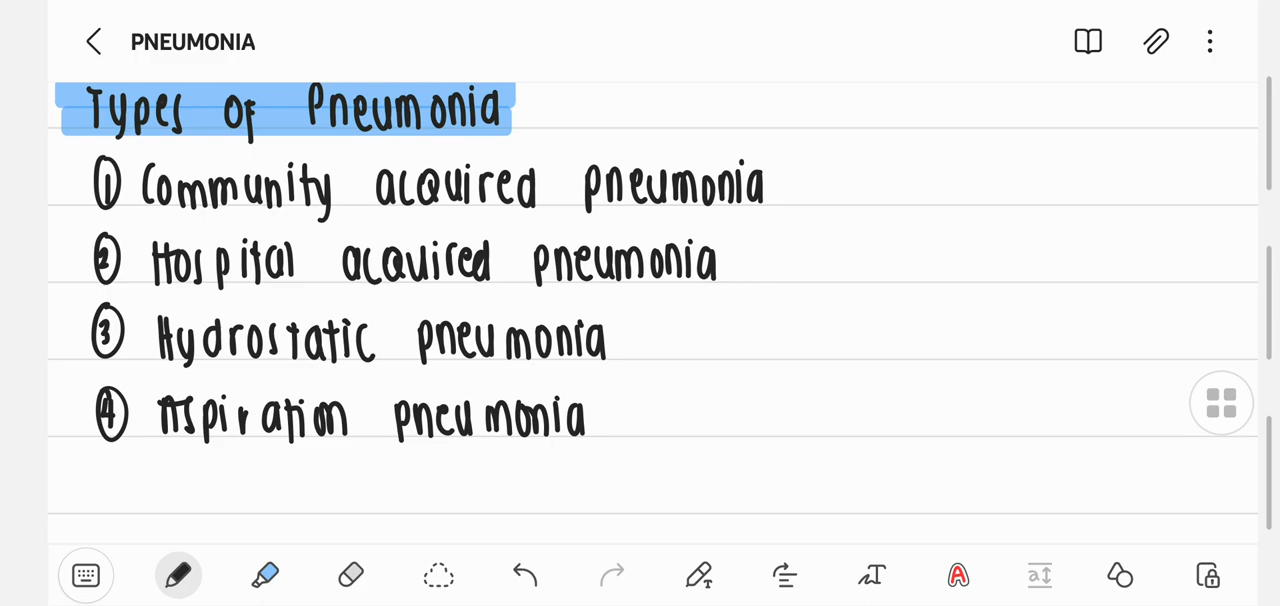 PNEUMONIA
Types of Pneumonia
① Community acquired pneumonia
② Hospital acquired pneumonia
③ Hydrostatic pneumonia
④ Aspiration pneumonia
T
T
A
a